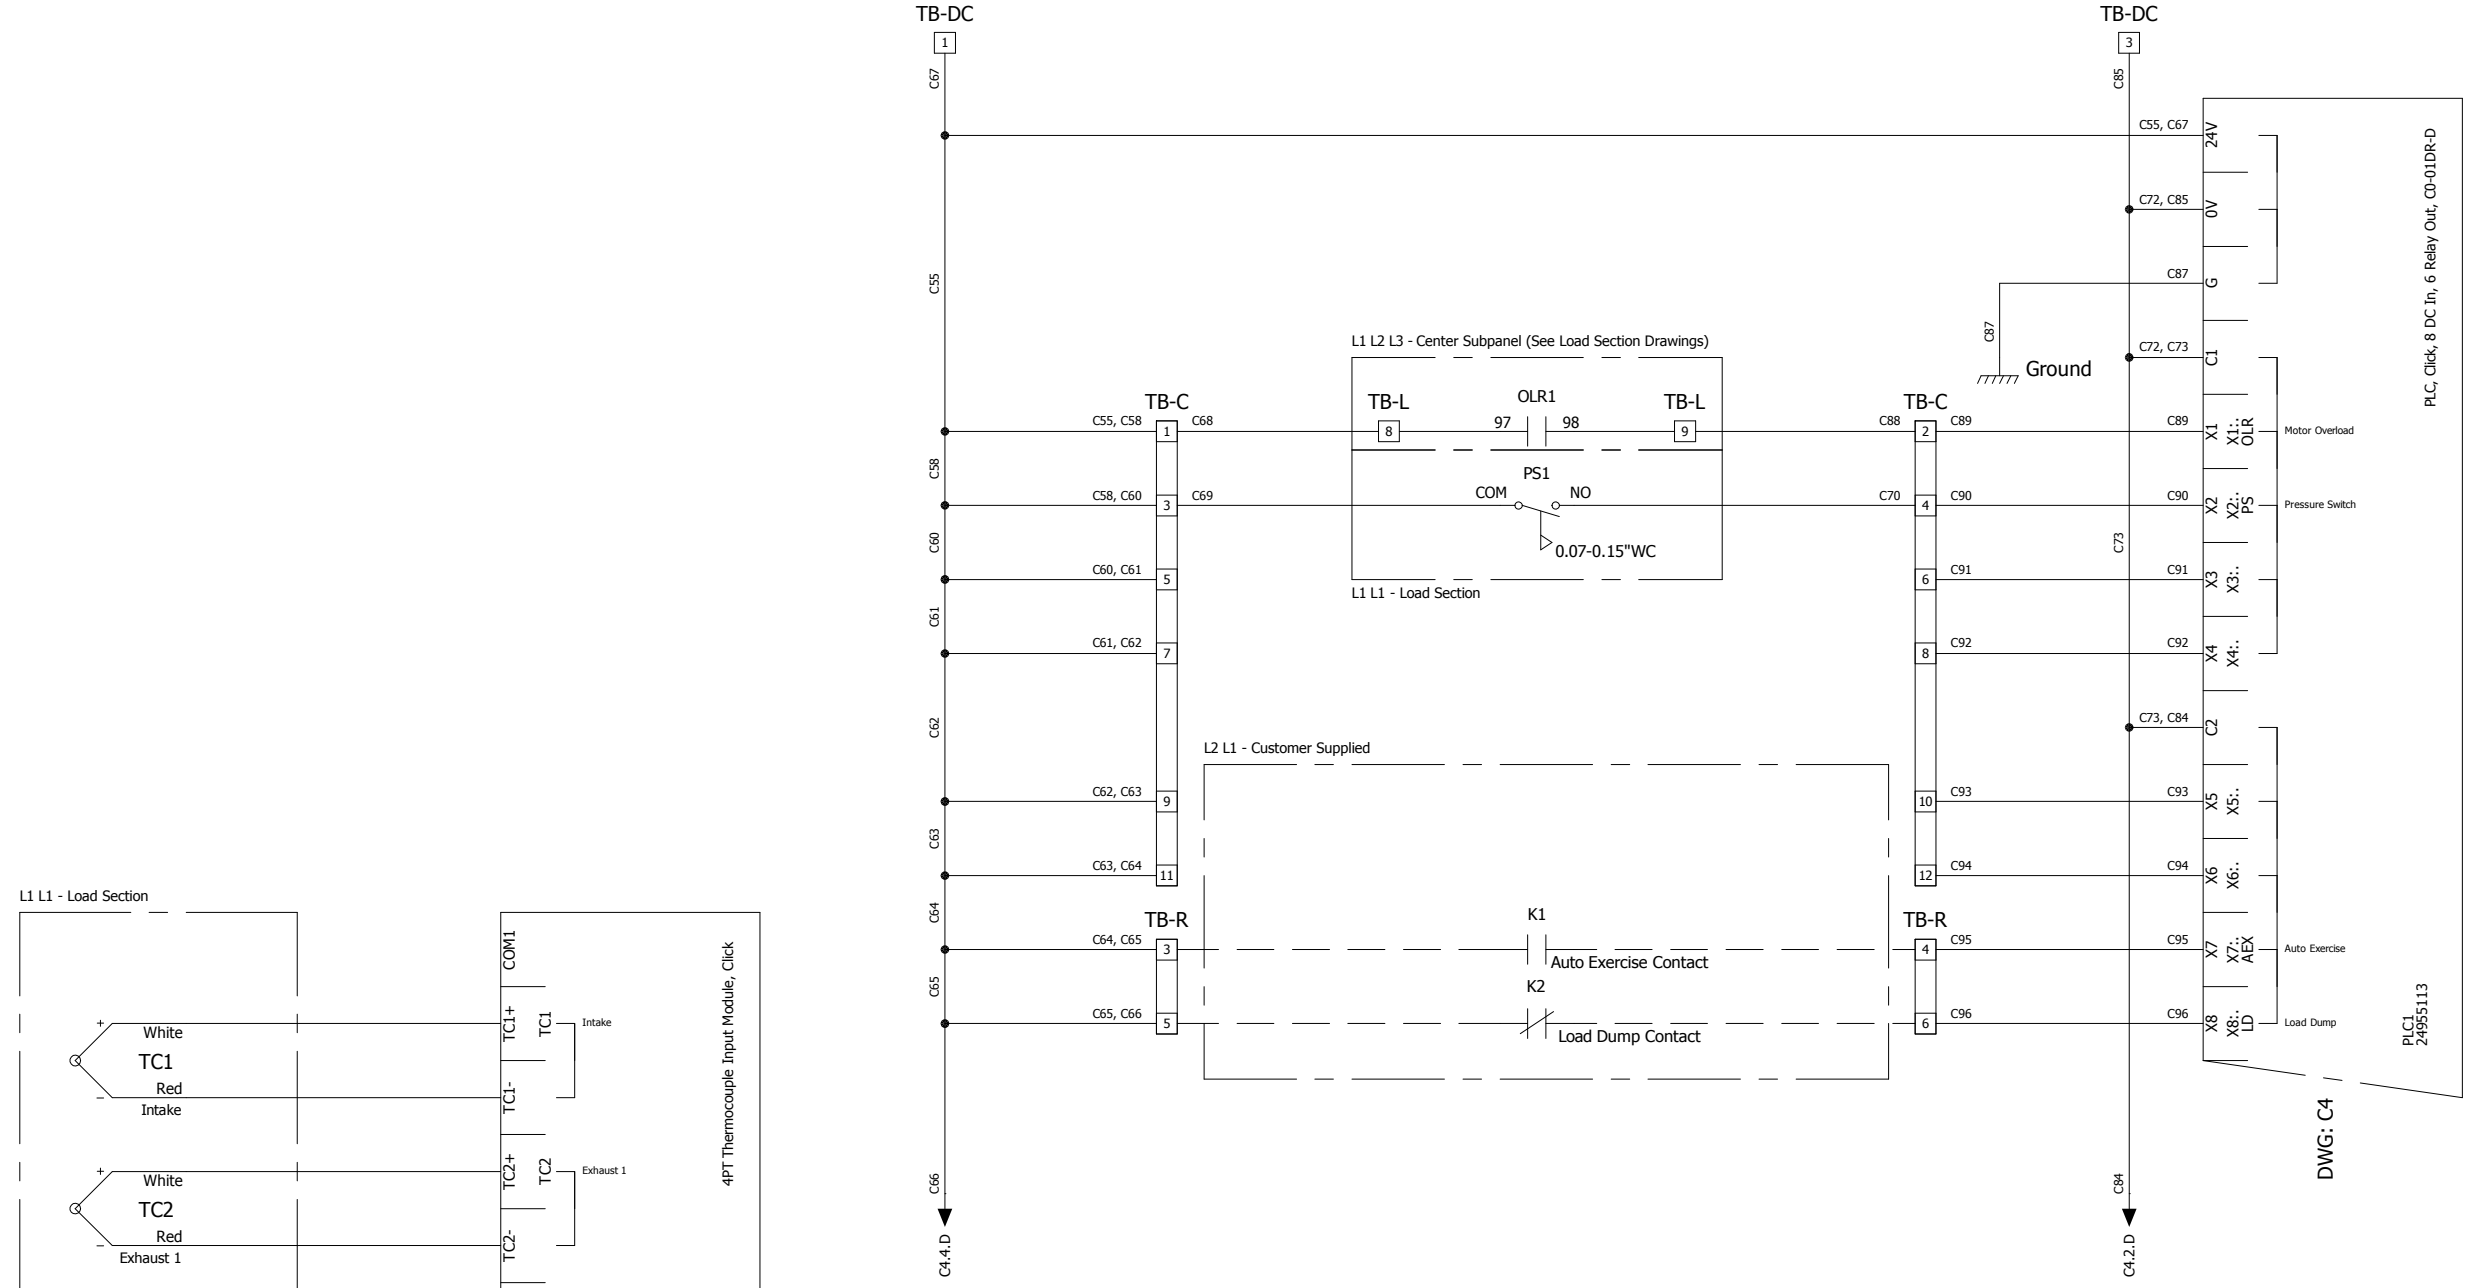 TB-DC
1
C67
C55
C58
C60
C61
C62
C63
C64
C65
C66
C4.4.D
TB-DC
3
C85
C73
C84
C4.2.D
C55, C67
24V
C72, C85
0V
C87
G
C87
Ground
C72, C73
C1
L1 L2 L3 - Center Subpanel (See Load Section Drawings)
TB-C
TB-L
OLR1
TB-L
TB-C
C55, C58
1
C68
8
97
98
9
C88
2
C89
C89
X1
X1:.
OLR
Motor Overload
PS1
C58, C60
3
C69
COM
NO
C70
4
C90
C90
X2
X2:.
PS
Pressure Switch
0.07-0.15"WC
C60, C61
5
6
C91
C91
X3
X3:.
L1 L1 - Load Section
C61, C62
7
8
C92
C92
X4
X4:.
C73, C84
C2
L2 L1 - Customer Supplied
C62, C63
9
10
C93
C93
X5
X5:.
C63, C64
11
12
C94
C94
X6
X6:.
TB-R
K1
TB-R
C64, C65
3
4
C95
C95
X7
X7:.
AEX
Auto Exercise
Auto Exercise Contact
K2
C65, C66
5
6
C96
C96
X8
X8:.
LD
Load Dump
Load Dump Contact
PLC, Click, 8 DC In, 6 Relay Out, C0-01DR-D
PLC1
24955113
DWG: C4
L1 L1 - Load Section
COM1
4PT Thermocouple Input Module, Click
+
White
TC1+
TC1
Intake
TC1
Red
-
Intake
TC1-
+
White
TC2+
TC2
Exhaust 1
TC2
Red
-
Exhaust 1
TC2-